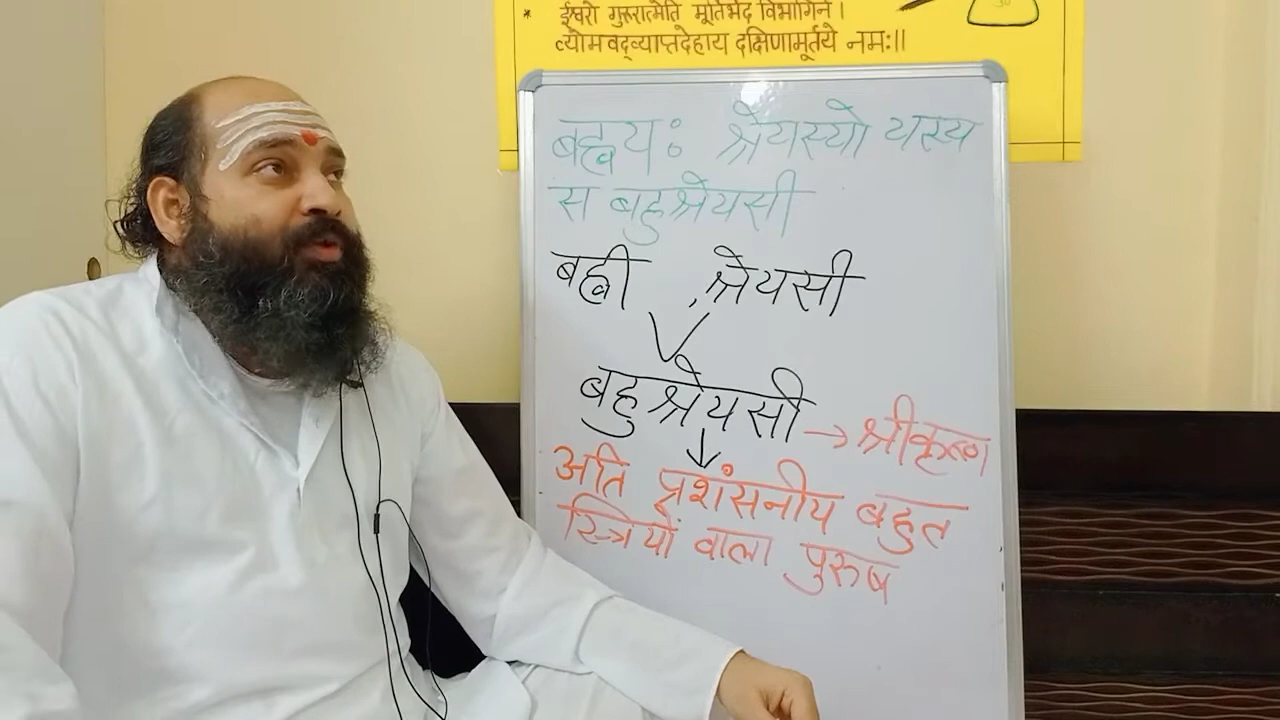 * ईश्वरो गुरूरात्मेति मूर्तिभेद विभागिने।
व्योमवद्व्याप्तदेहाय दक्षिणामूर्तये नमः॥
बह्वयः श्रेयस्यो यस्य
स बहुश्रेयसी
बह्वी श्रेयसी
बहुश्रेयसी → श्रीकृष्ण
अति प्रशंसनीय बहुत
स्त्रियों वाला पुरुष